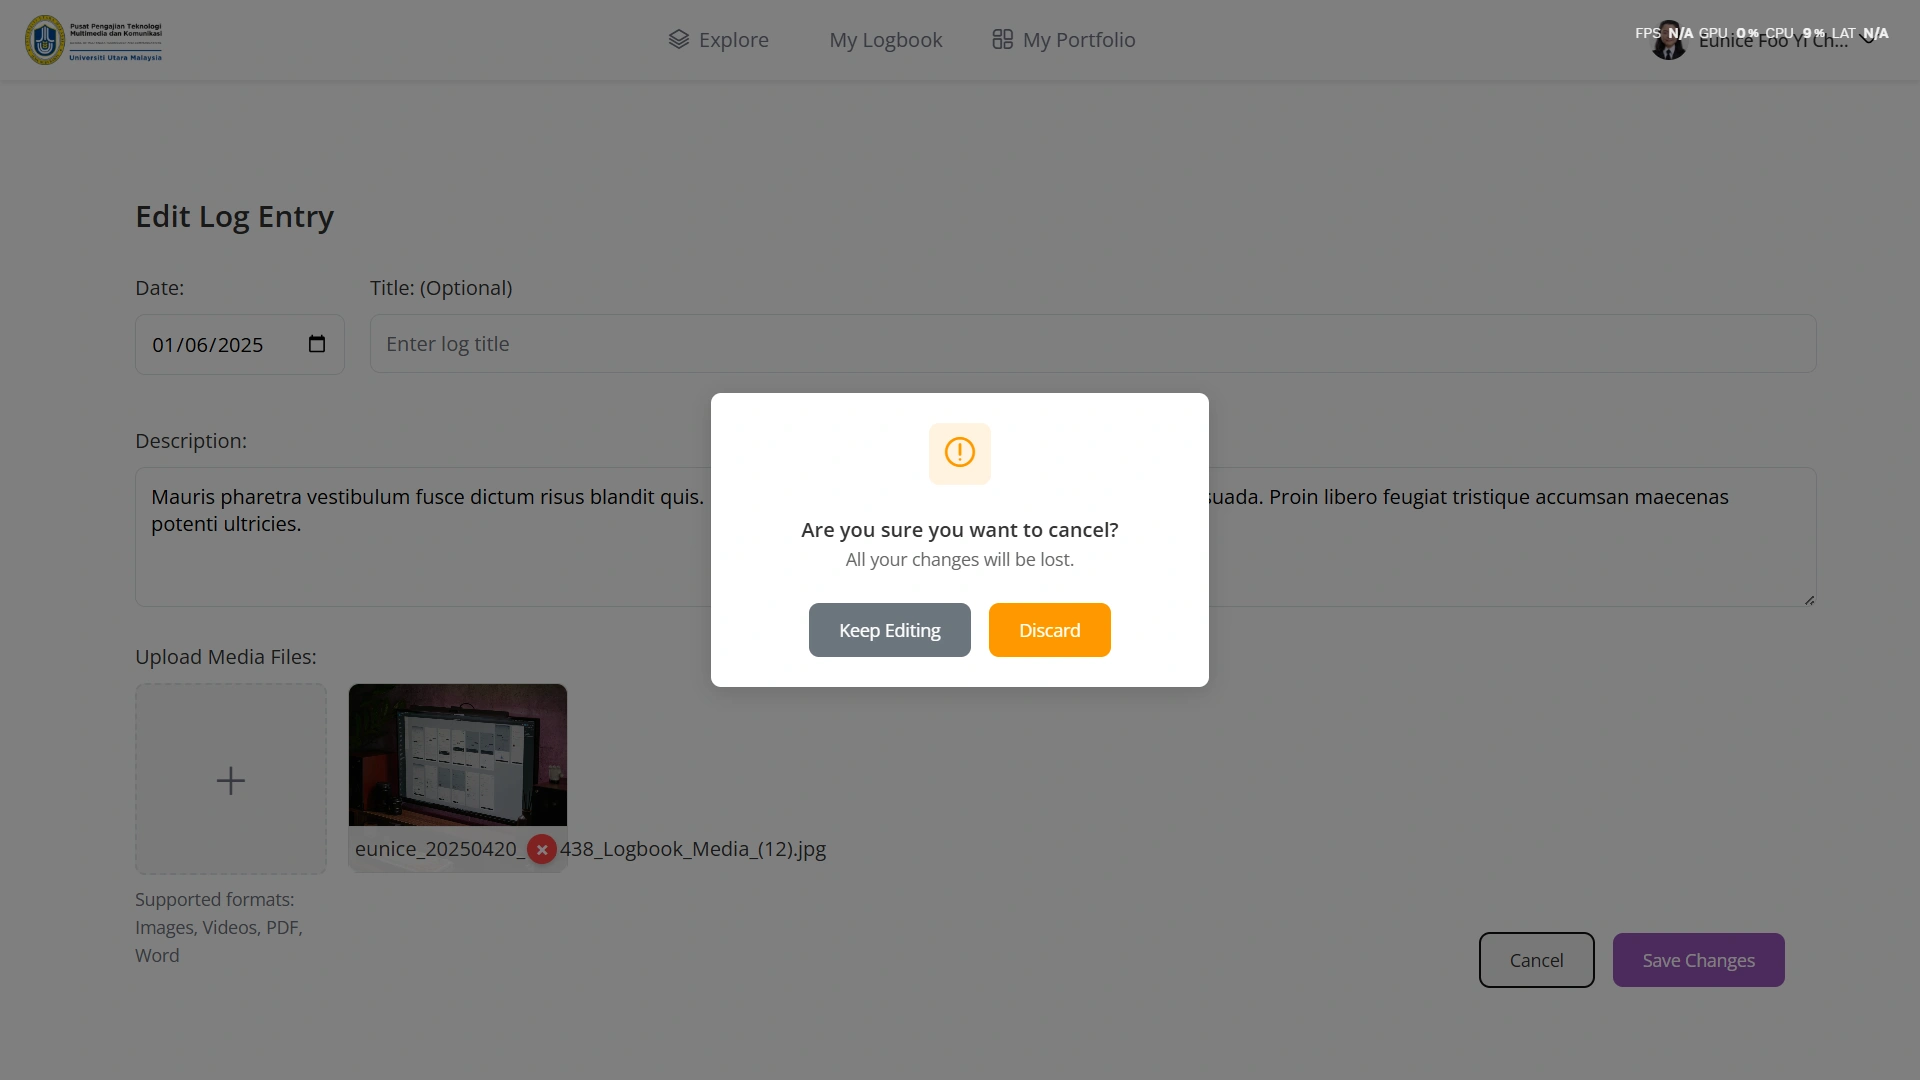 Pusat Pengajian Teknologi
Multimedia dan Komunikasi
Universiti Utara Malaysia
Explore
My Logbook
My Portfolio
FPS N/A GPU 0% CPU 9% LAT N/A
Eunice Foo Yi Ch...
Edit Log Entry
Date:
Title: (Optional)
01/06/2025
Enter log title
Description:
Mauris pharetra vestibulum fusce dictum risus blandit quis.
suada. Proin libero feugiat tristique accumsan maecenas
potenti ultricies.
Are you sure you want to cancel?
All your changes will be lost.
Keep Editing
Discard
Upload Media Files:
eunice_20250420_
438_Logbook_Media_(12).jpg
Supported formats:
Images, Videos, PDF,
Word
Cancel
Save Changes